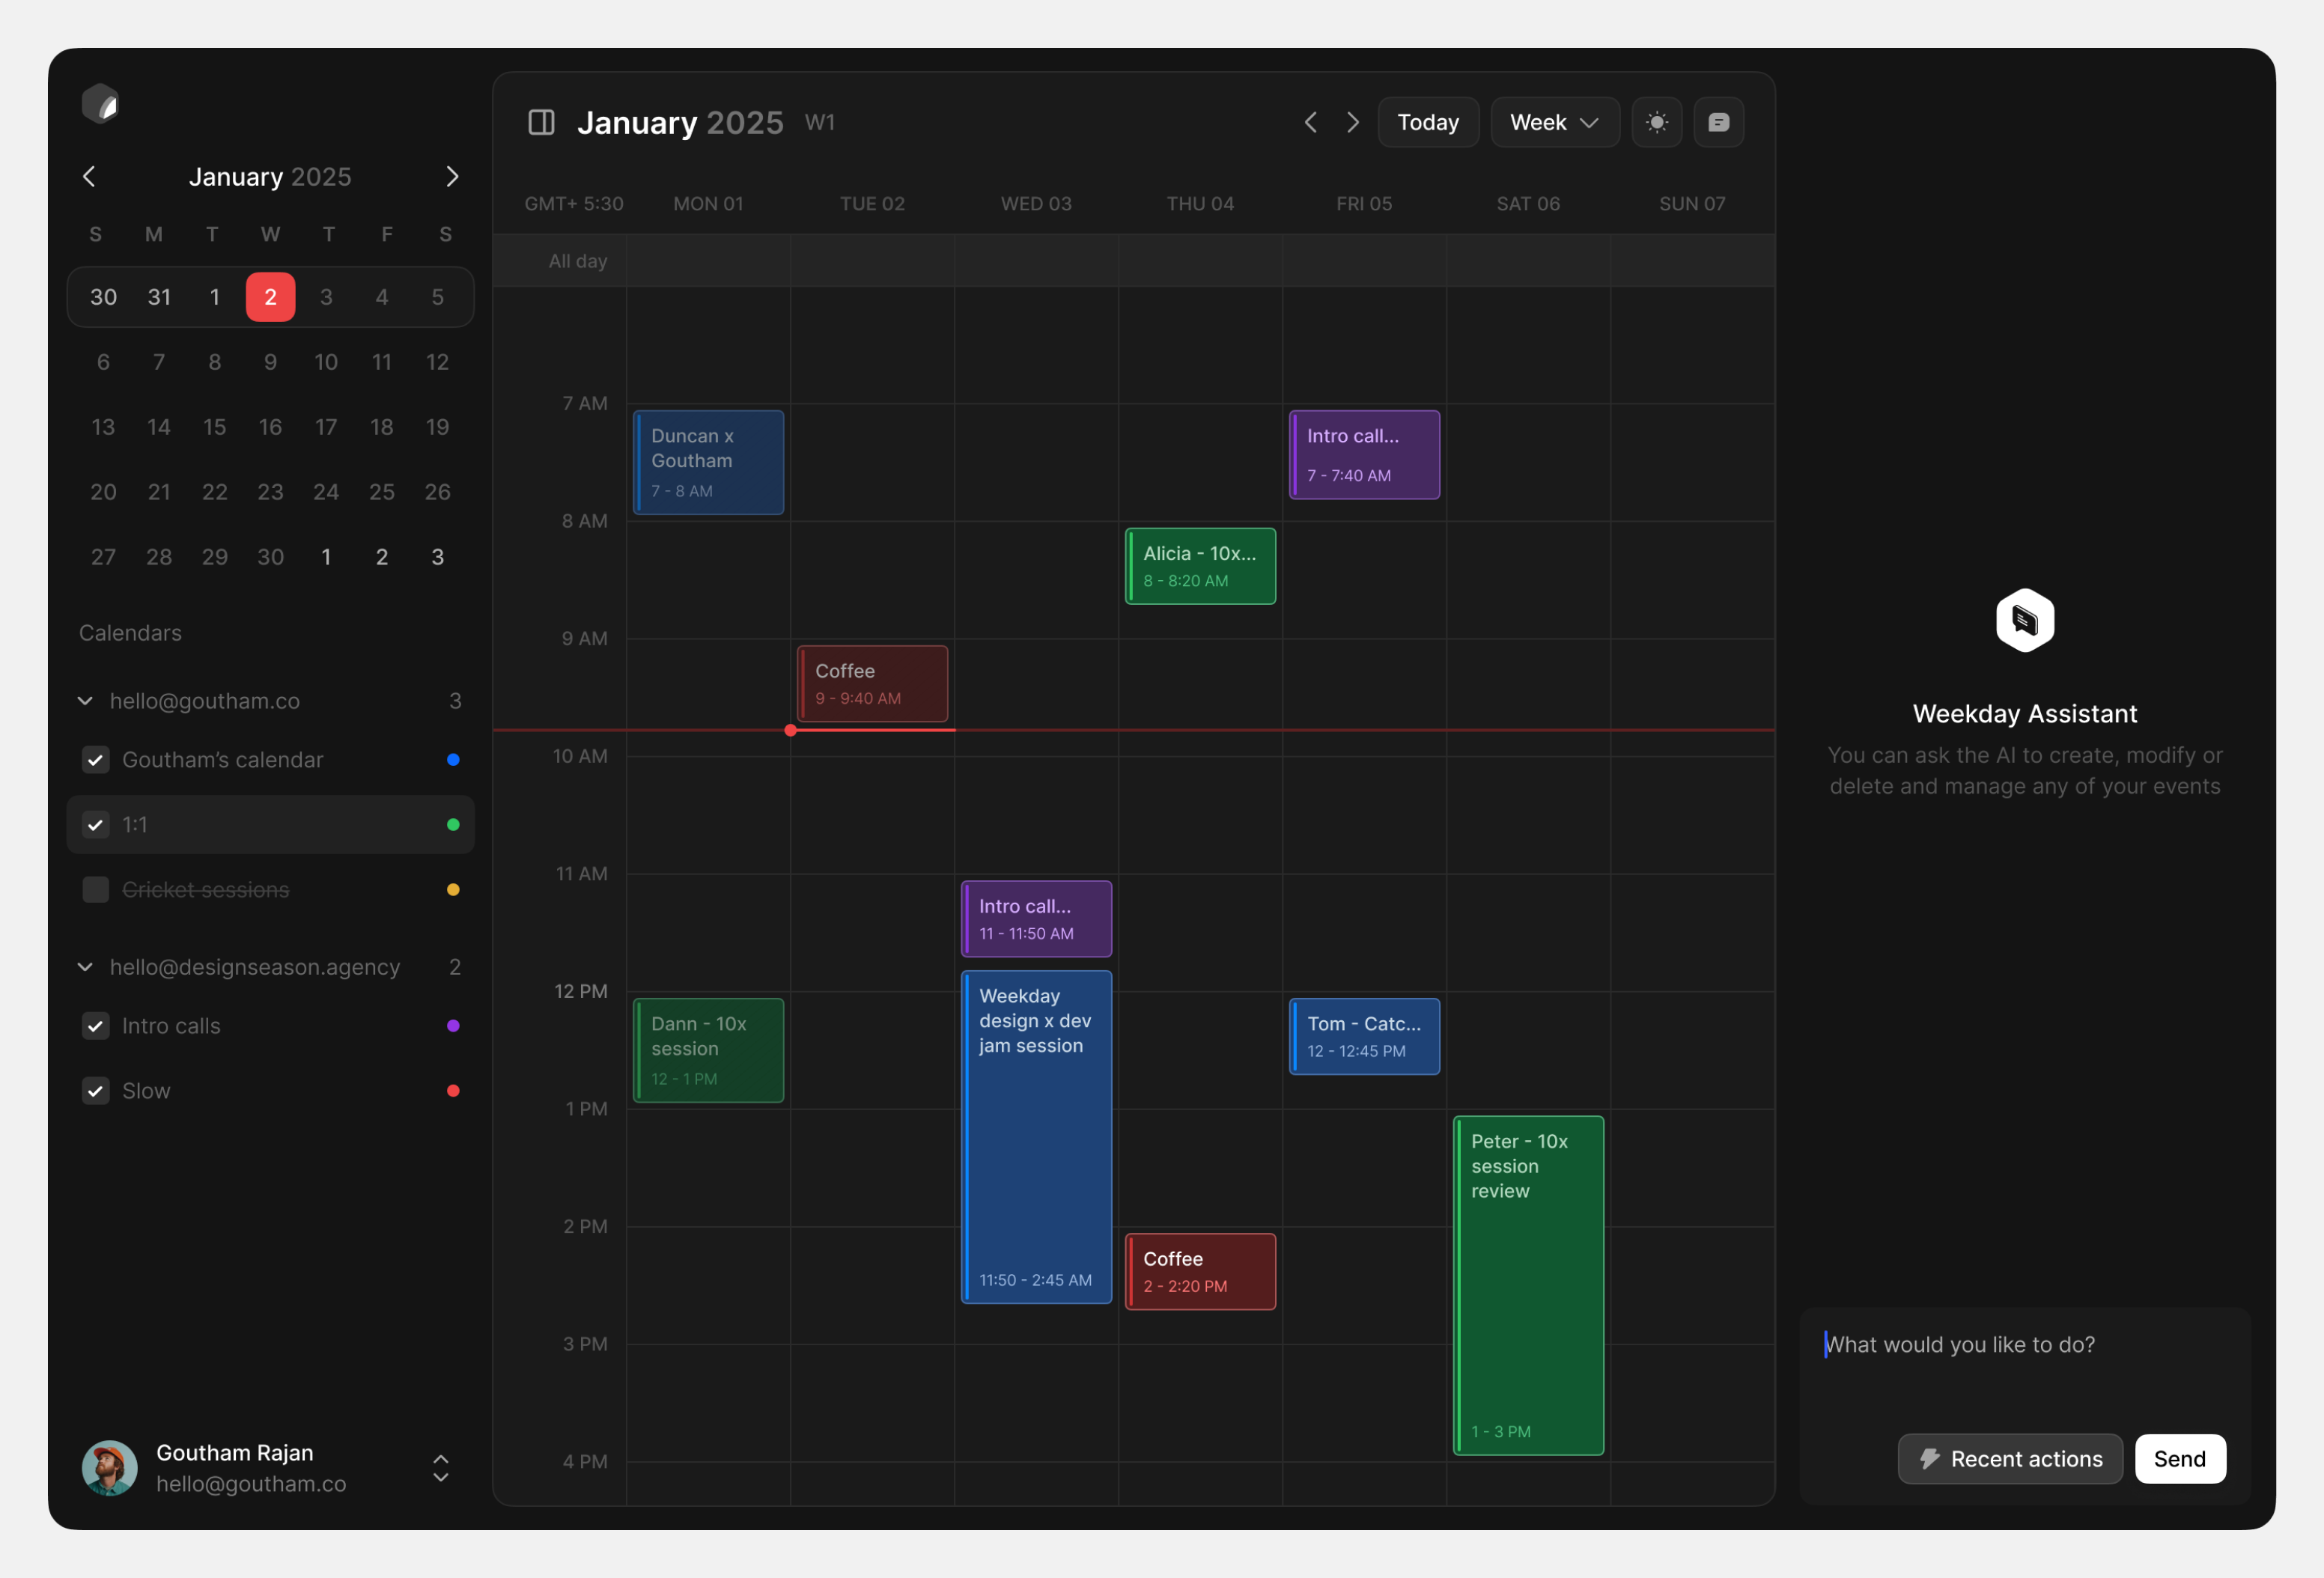 January 2025
S M T W T F S
30 31 1 2 3 4 5
6 7 8 9 10 11 12
13 14 15 16 17 18 19
20 21 22 23 24 25 26
27 28 29 30 1 2 3
Calendars
hello@goutham.co 3
Goutham’s calendar
1:1
Cricket sessions
hello@designseason.agency 2
Intro calls
Slow
Goutham Rajan
hello@goutham.co
January 2025 W1
Today
Week
GMT+ 5:30 MON 01 TUE 02 WED 03 THU 04 FRI 05 SAT 06 SUN 07
All day
7 AM
8 AM
9 AM
10 AM
11 AM
12 PM
1 PM
2 PM
3 PM
4 PM
Duncan x
Goutham
7 - 8 AM
Dann - 10x
session
12 - 1 PM
Coffee
9 - 9:40 AM
Intro call...
11 - 11:50 AM
Weekday
design x dev
jam session
11:50 - 2:45 AM
Alicia - 10x...
8 - 8:20 AM
Coffee
2 - 2:20 PM
Intro call...
7 - 7:40 AM
Tom - Catc...
12 - 12:45 PM
Peter - 10x
session
review
1 - 3 PM
Weekday Assistant
You can ask the AI to create, modify or
delete and manage any of your events
What would you like to do?
Recent actions
Send